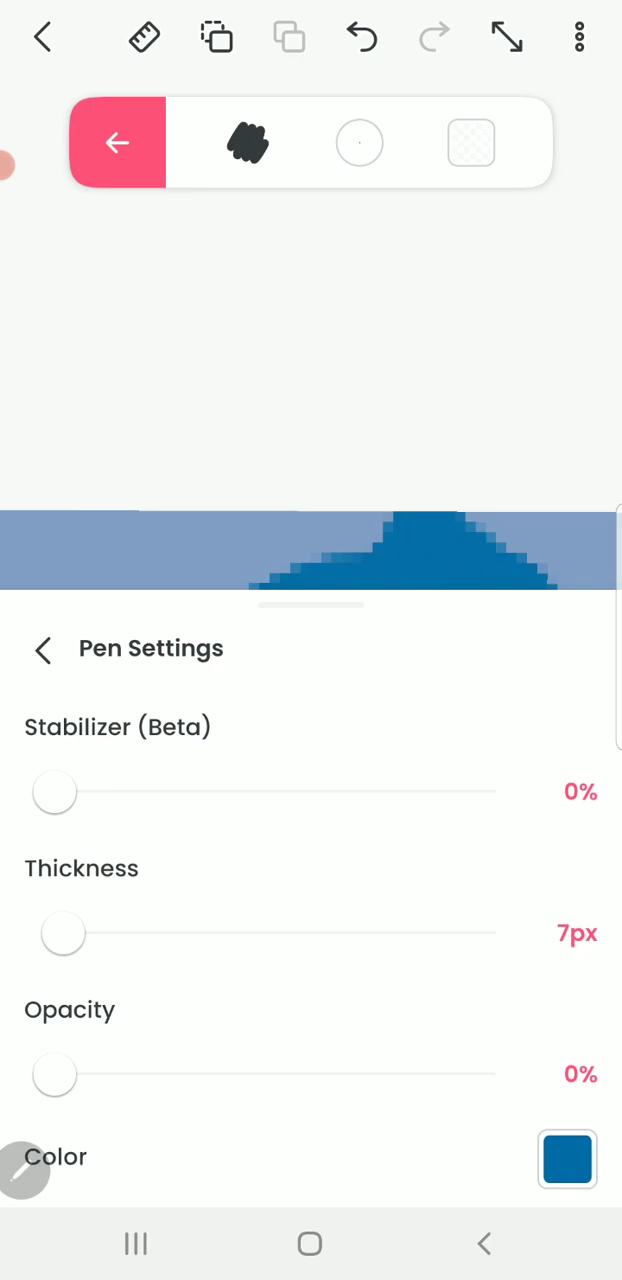 Pen Settings
Stabilizer (Beta)
0%
Thickness
7px
Opacity
0%
Color